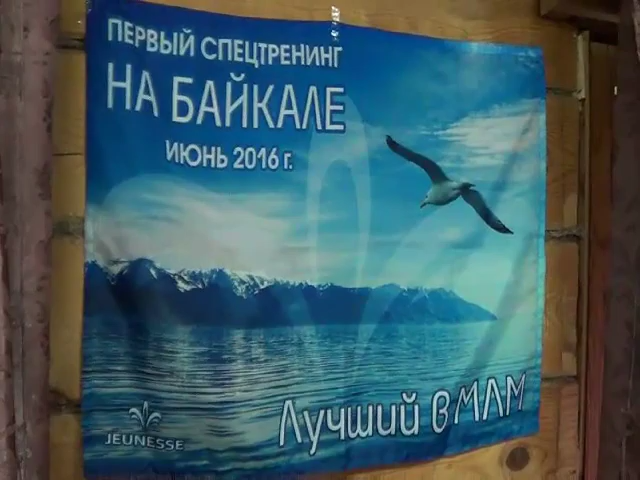 ПЕРВЫЙ СПЕЦТРЕНИНГ
НА БАЙКАЛЕ
ИЮНЬ 2016 г.
Лучший в МЛМ
JEUNESSE